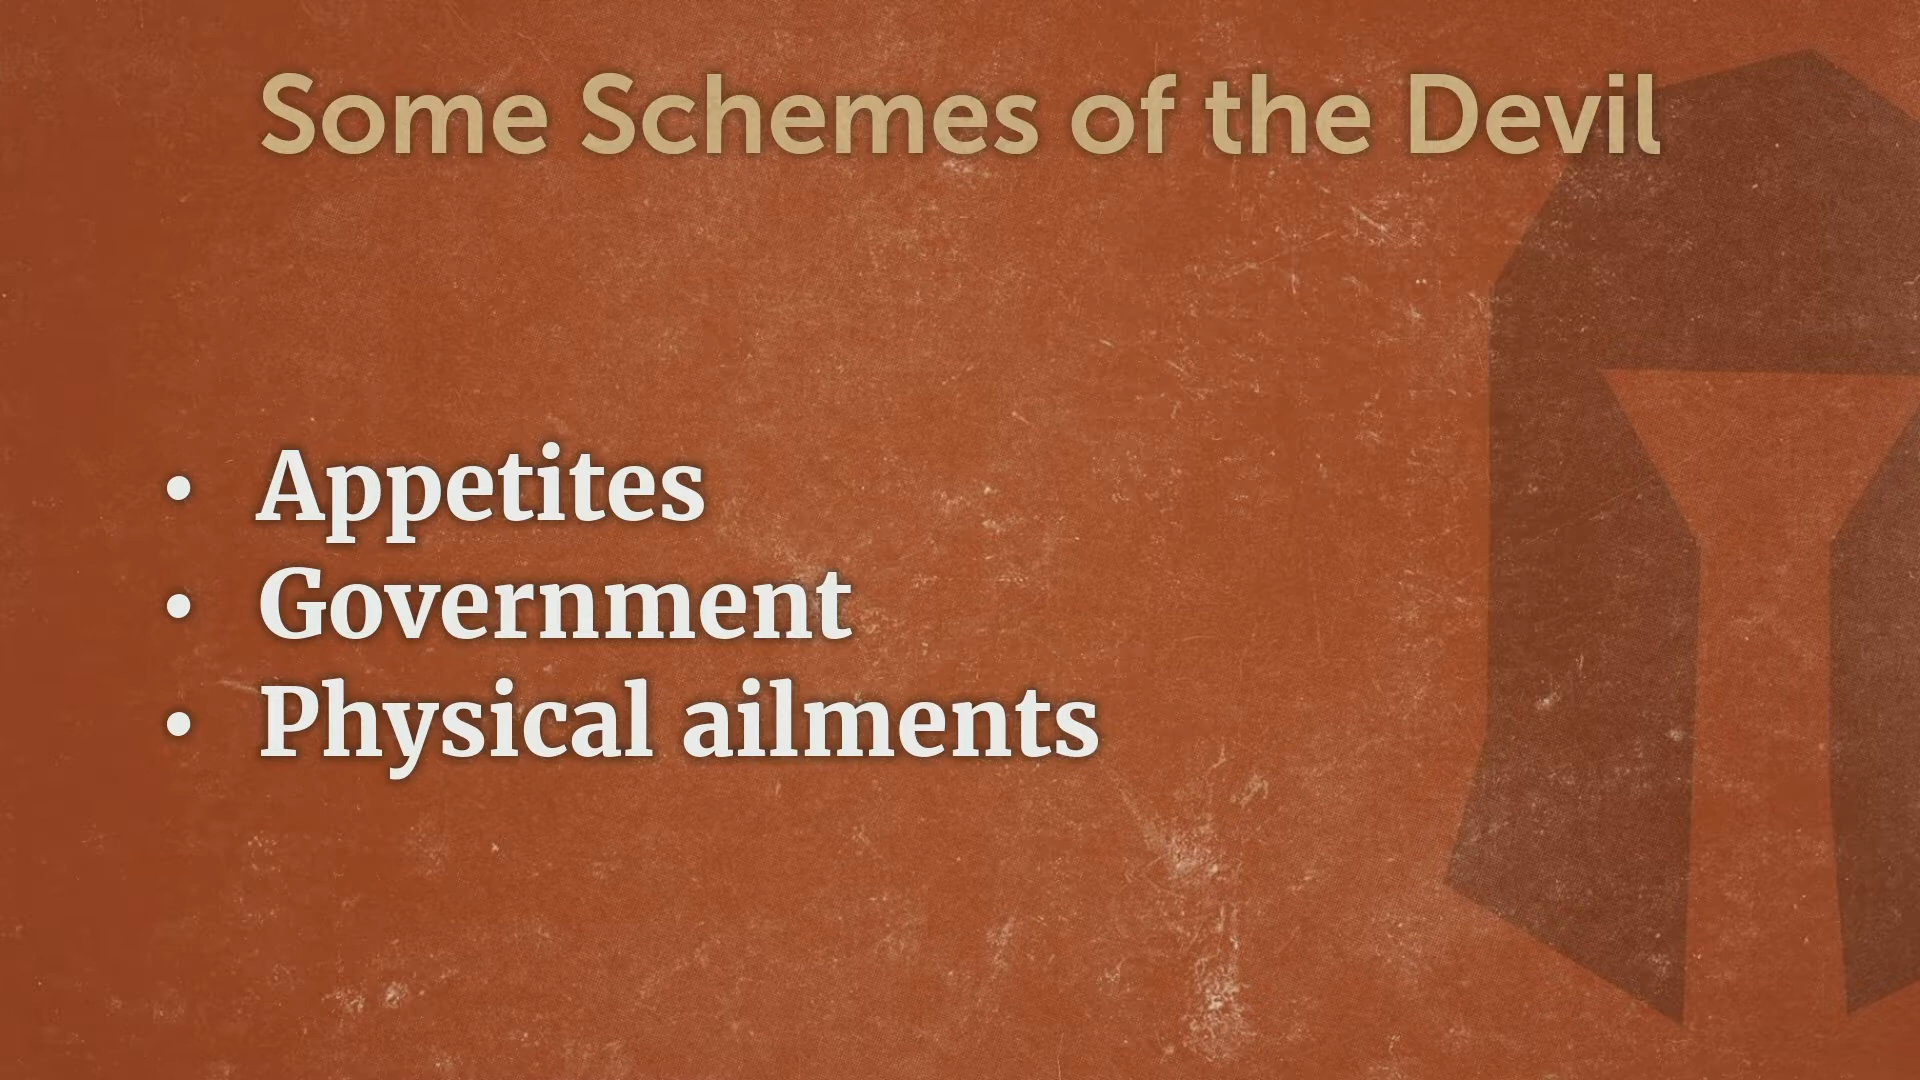 Some Schemes of the Devil
• Appetites
• Government
• Physical ailments